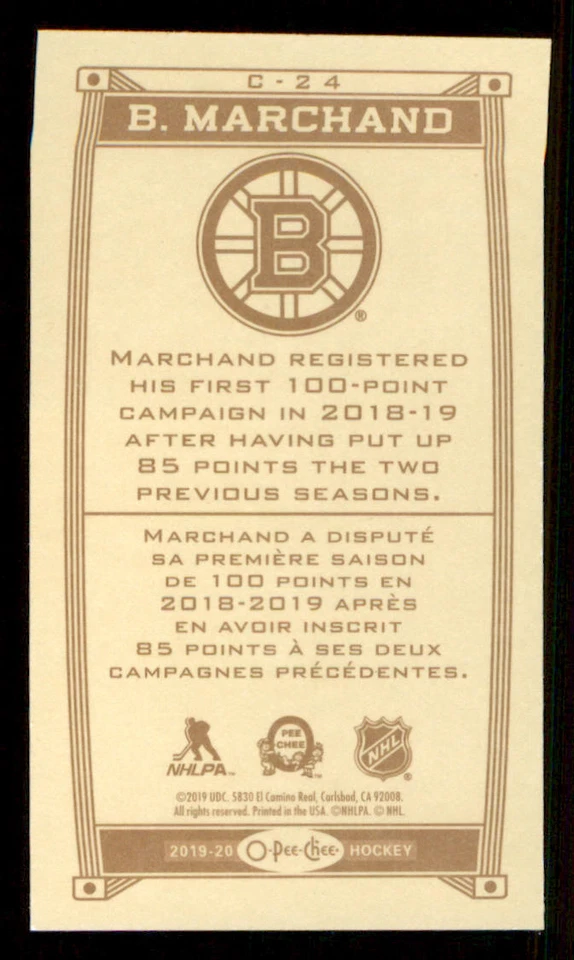 C-24
B. MARCHAND
B
®
MARCHAND REGISTERED
HIS FIRST 100-POINT
CAMPAIGN IN 2018-19
AFTER HAVING PUT UP
85 POINTS THE TWO
PREVIOUS SEASONS.
MARCHAND A DISPUTÉ
SA PREMIÈRE SAISON
DE 100 POINTS EN
2018-2019 APRÈS
EN AVOIR INSCRIT
85 POINTS À SES DEUX
CAMPAGNES PRÉCÉDENTES.
NHLPA™
O PEE CHEE ™
NHL ®
©2019 UDC. 5830 El Camino Real, Carlsbad, CA 92008.
All rights reserved. Printed in the USA. ©NHLPA. © NHL.
2019-20 O-Pee-Chee HOCKEY